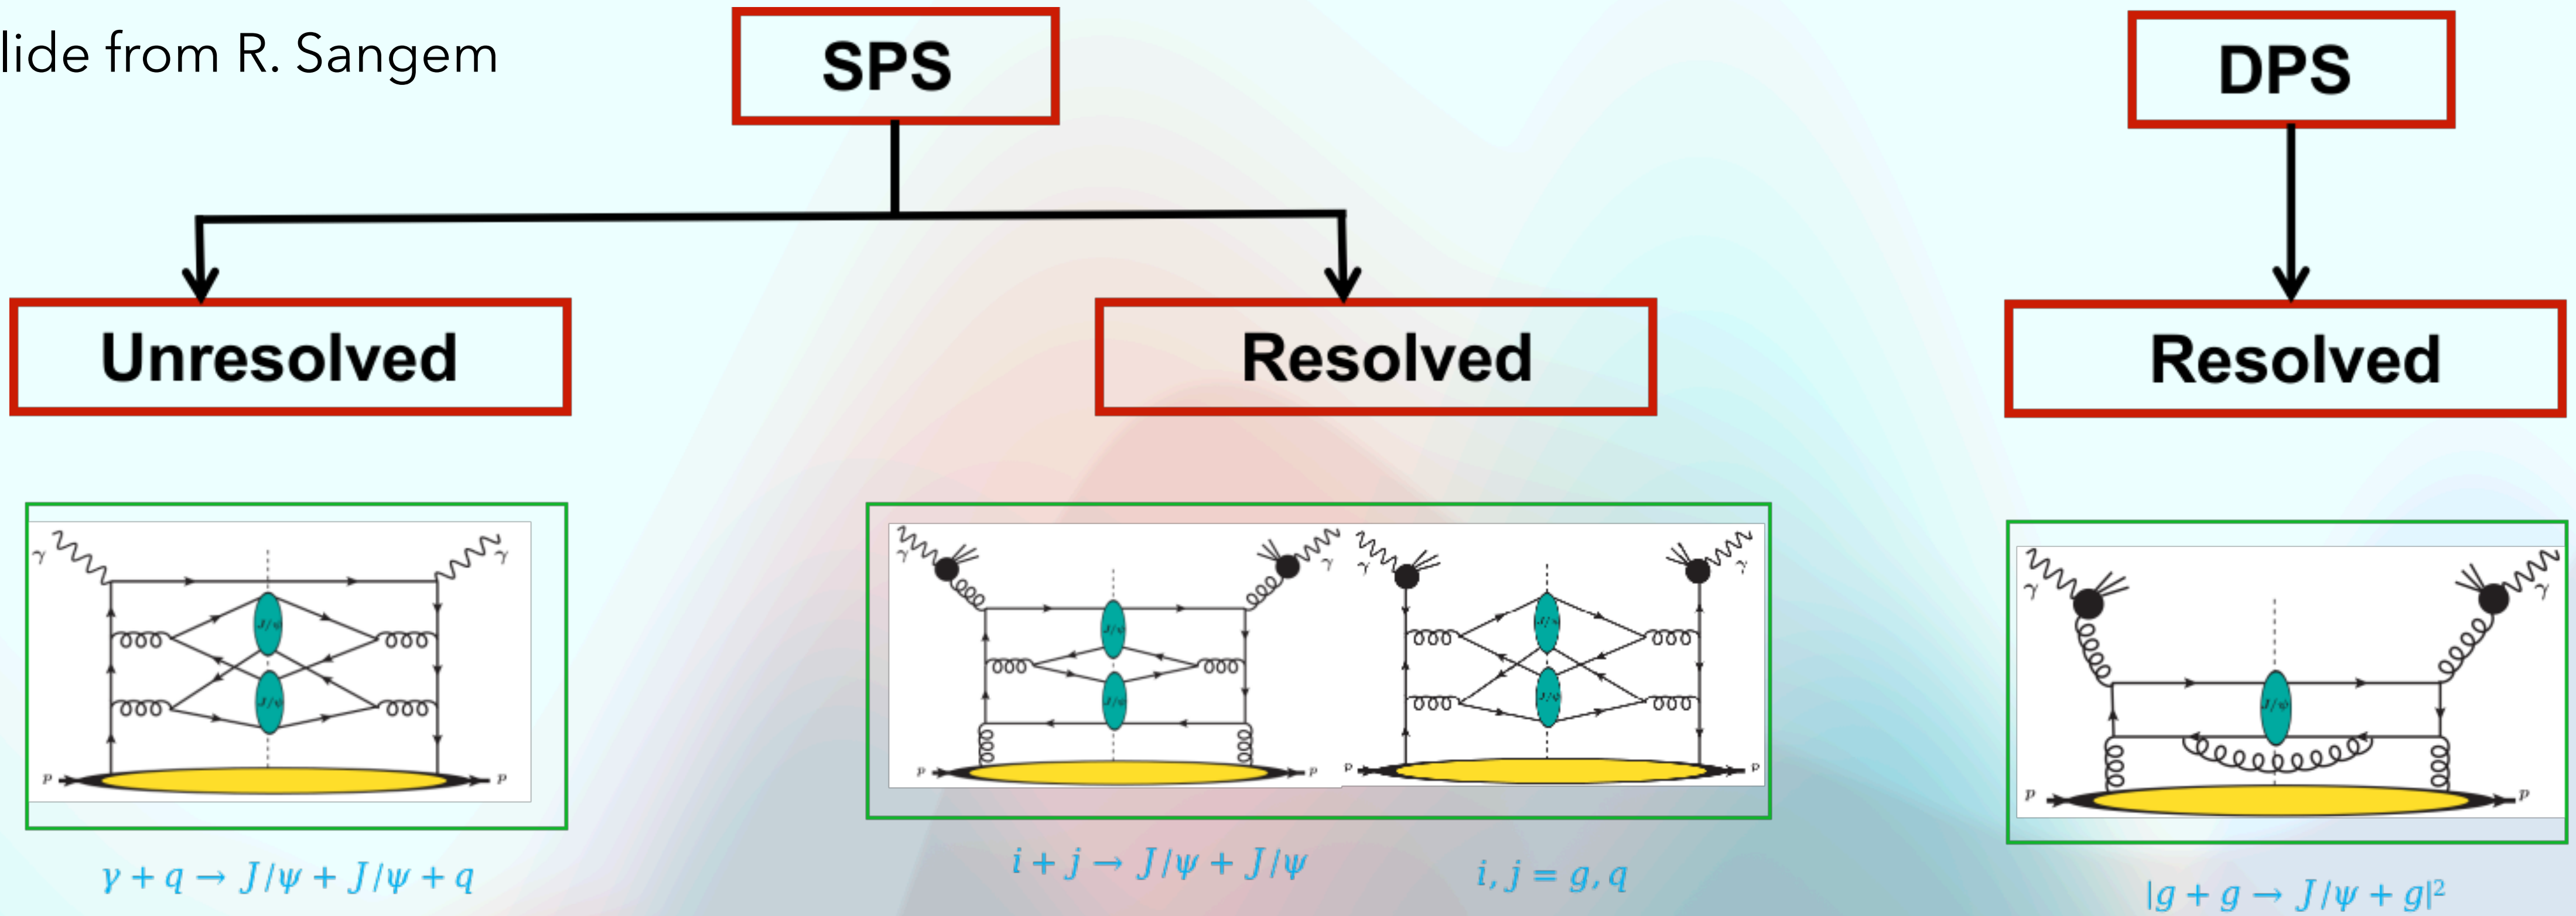 lide from R. Sangem
SPS
DPS
Unresolved
Resolved
Resolved
γ
γ
J/ψ
J/ψ
p
p
γ
γ
J/ψ
J/ψ
p
p
γ
γ
J/ψ
J/ψ
p
p
γ
γ
J/ψ
p
p
γ + q → J/ψ + J/ψ + q
i + j → J/ψ + J/ψ
i, j = g, q
|g + g → J/ψ + g|²